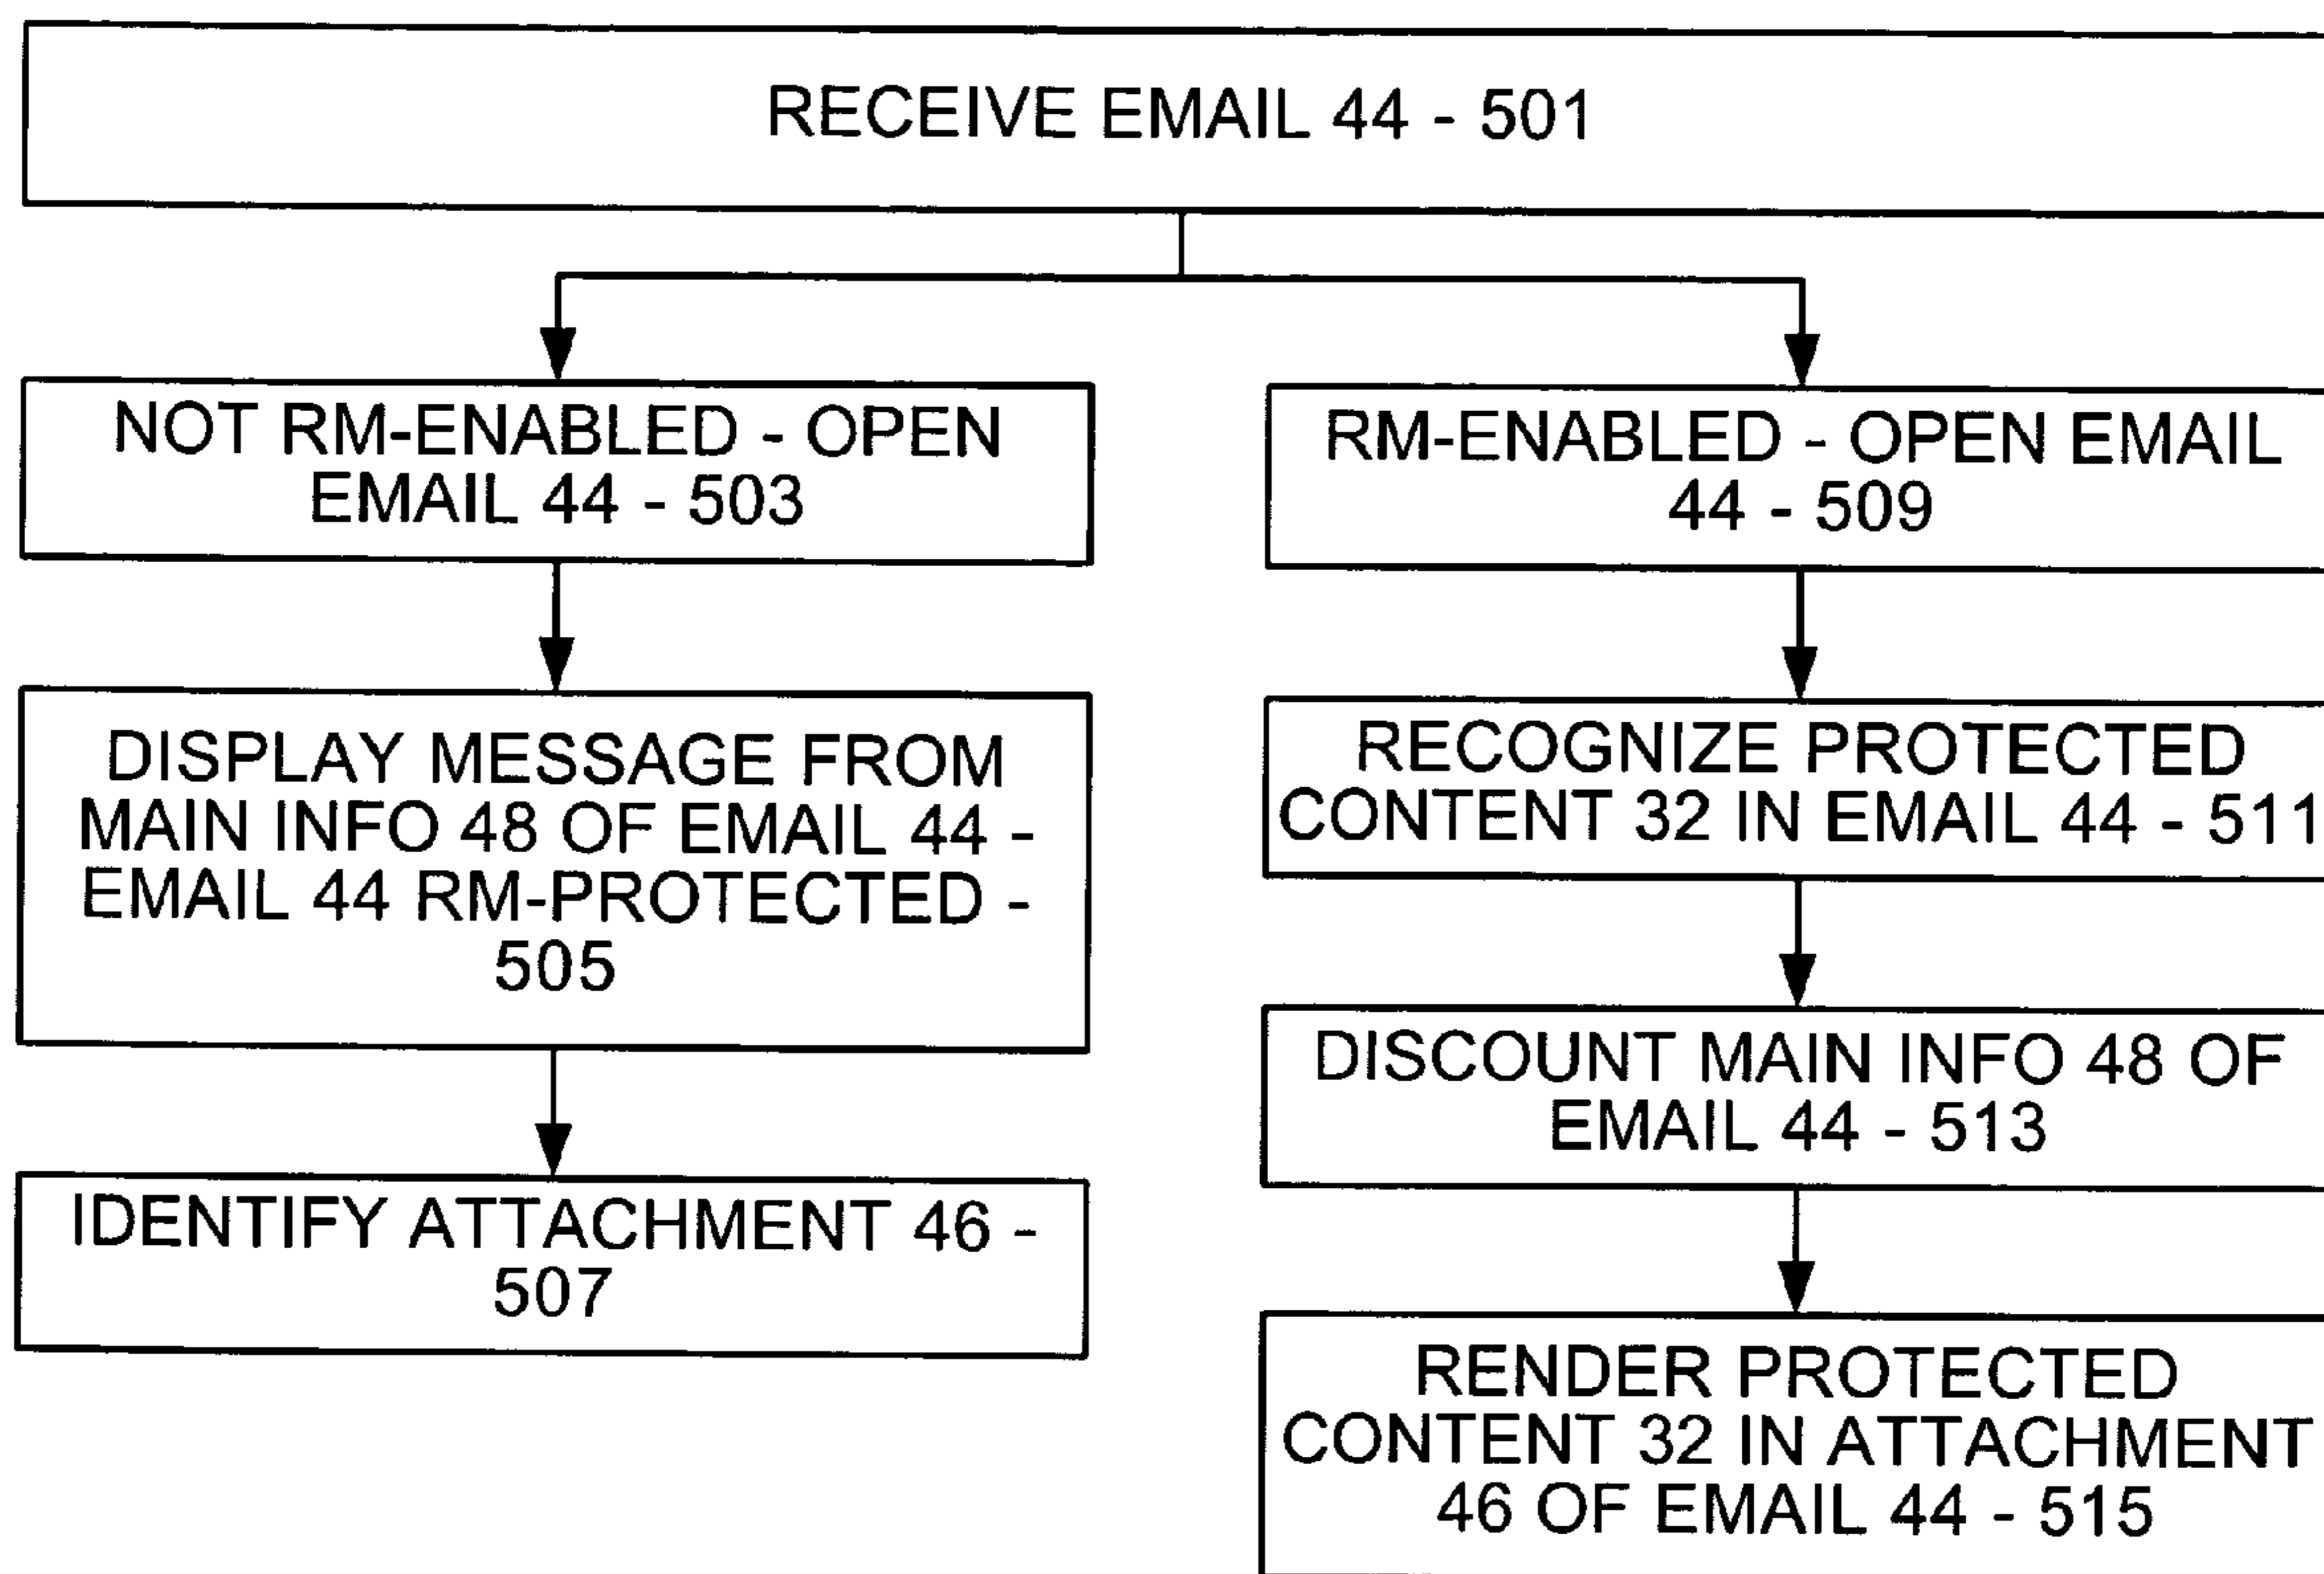 RECEIVE EMAIL 44 - 501
NOT RM-ENABLED - OPEN
EMAIL 44 - 503
DISPLAY MESSAGE FROM
MAIN INFO 48 OF EMAIL 44 -
EMAIL 44 RM-PROTECTED -
505
IDENTIFY ATTACHMENT 46 -
507
RM-ENABLED - OPEN EMAIL
44 - 509
RECOGNIZE PROTECTED
CONTENT 32 IN EMAIL 44 - 511
DISCOUNT MAIN INFO 48 OF
EMAIL 44 - 513
RENDER PROTECTED
CONTENT 32 IN ATTACHMENT
46 OF EMAIL 44 - 515